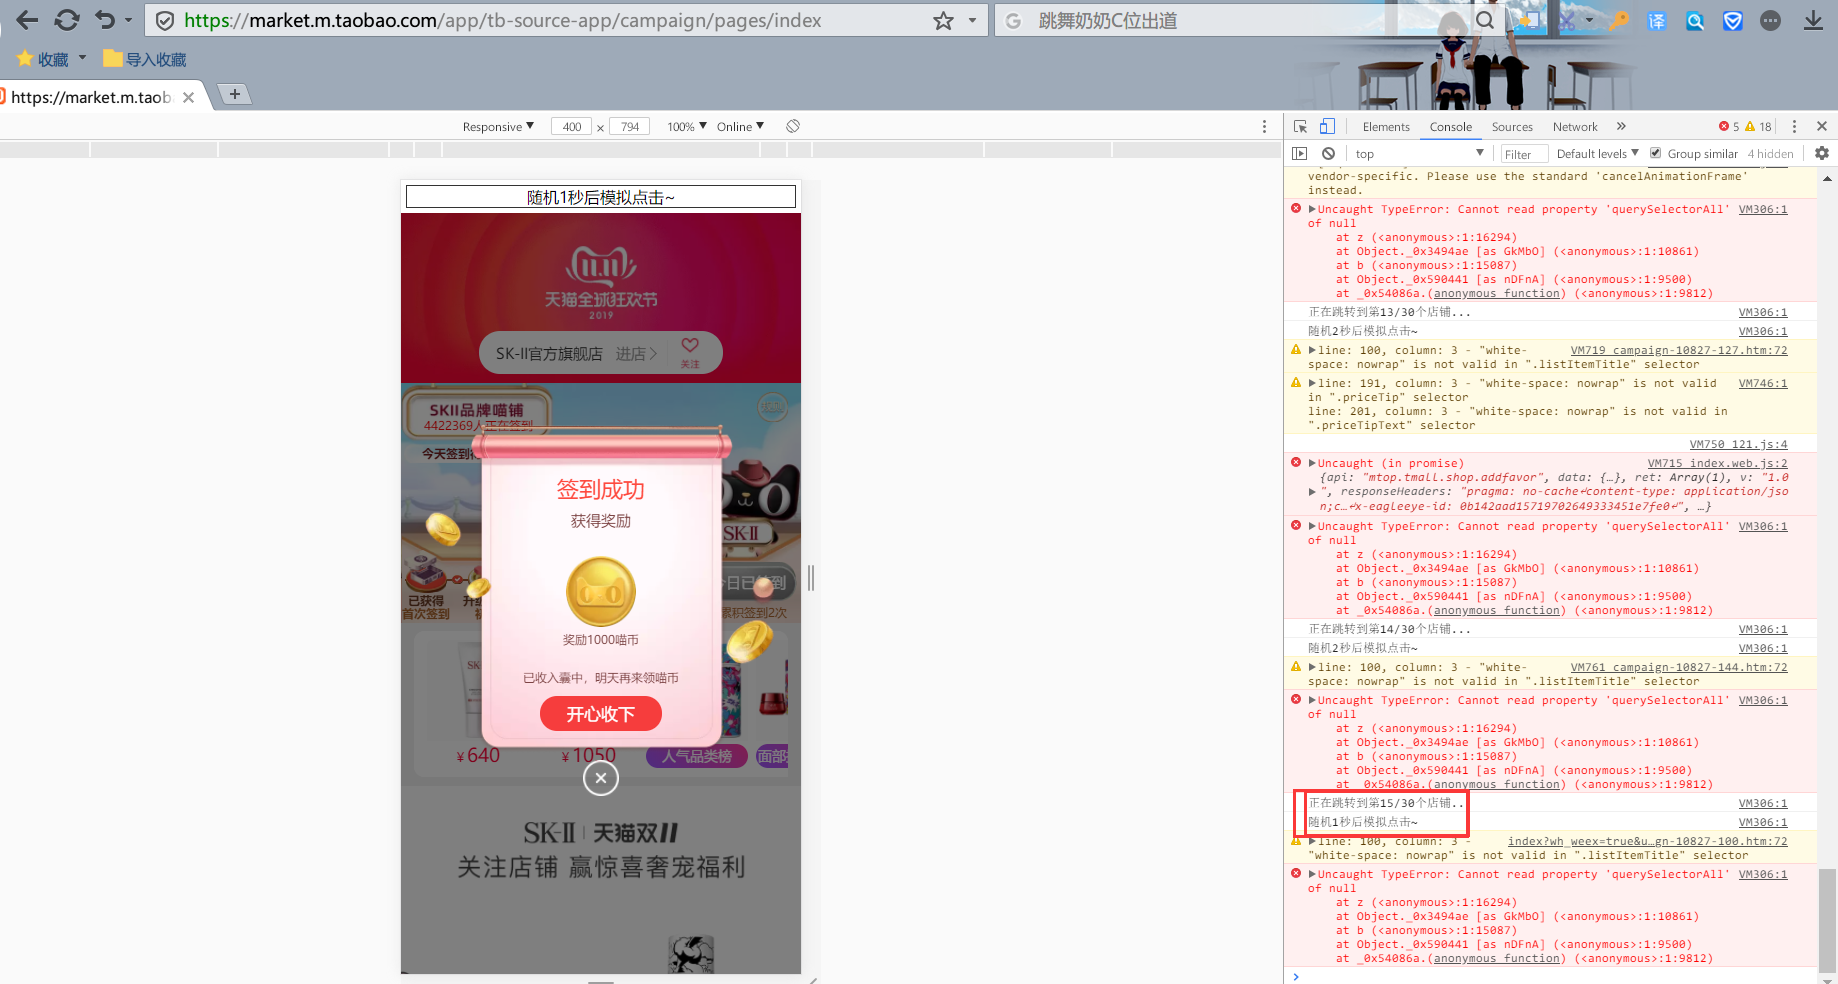 https://market.m.taobao.com/app/tb-source-app/campaign/pages/index
跳舞奶奶C位出道
译
收藏
导入收藏
https://market.m.taob
Responsive
400 x 794
100%
Online
Elements
Console
Sources
Network
5
18
top
Filter
Default levels
Group similar
4 hidden
随机1秒后模拟点击~
11.11
天猫全球狂欢节
2019
SK-II官方旗舰店
进店
关注
SKII品牌喵铺
4422369人正在签到
签到成功
获得奖励
奖励1000喵币
已收入囊中，明天再来领喵币
开心收下
SK-II
已获得
首次签到
累积签到2次
¥640
¥1050
人气品类榜
SK-II 天猫双11
关注店铺 赢惊喜奢宠福利
vendor-specific. Please use the standard 'cancelAnimationFrame'
instead.
Uncaught TypeError: Cannot read property 'querySelectorAll' VM306:1
of null
at z (<anonymous>:1:16294)
at Object._0x3494ae [as GkMbO] (<anonymous>:1:10861)
at b (<anonymous>:1:15087)
at Object._0x590441 [as nDFnA] (<anonymous>:1:9500)
at _0x54086a.(anonymous function) (<anonymous>:1:9812)
正在跳转到第13/30个店铺... VM306:1
随机2秒后模拟点击~ VM306:1
line: 100, column: 3 - "white- VM719 campaign-10827-127.htm:72
space: nowrap" is not valid in ".listItemTitle" selector
line: 191, column: 3 - "white-space: nowrap" is not valid VM746:1
in ".priceTip" selector
line: 201, column: 3 - "white-space: nowrap" is not valid in
".priceTipText" selector
VM750 121.js:4
Uncaught (in promise) VM715 index.web.js:2
{api: "mtop.tmall.shop.addfavor", data: {…}, ret: Array(1), v: "1.0
", responseHeaders: "pragma: no-cache↵content-type: application/jso
n;c…↵x-eagleeye-id: 0b142aad15719702649333451e7fe0↵", …}
Uncaught TypeError: Cannot read property 'querySelectorAll' VM306:1
of null
at z (<anonymous>:1:16294)
at Object._0x3494ae [as GkMbO] (<anonymous>:1:10861)
at b (<anonymous>:1:15087)
at Object._0x590441 [as nDFnA] (<anonymous>:1:9500)
at _0x54086a.(anonymous function) (<anonymous>:1:9812)
正在跳转到第14/30个店铺... VM306:1
随机2秒后模拟点击~ VM306:1
line: 100, column: 3 - "white- VM761 campaign-10827-144.htm:72
space: nowrap" is not valid in ".listItemTitle" selector
Uncaught TypeError: Cannot read property 'querySelectorAll' VM306:1
of null
at z (<anonymous>:1:16294)
at Object._0x3494ae [as GkMbO] (<anonymous>:1:10861)
at b (<anonymous>:1:15087)
at Object._0x590441 [as nDFnA] (<anonymous>:1:9500)
at _0x54086a.(anonymous function) (<anonymous>:1:9812)
正在跳转到第15/30个店铺.. VM306:1
随机1秒后模拟点击~ VM306:1
line: 100, column: 3 - index?wh_weex=true&u…gn-10827-100.htm:72
"white-space: nowrap" is not valid in ".listItemTitle" selector
Uncaught TypeError: Cannot read property 'querySelectorAll' VM306:1
of null
at z (<anonymous>:1:16294)
at Object._0x3494ae [as GkMbO] (<anonymous>:1:10861)
at b (<anonymous>:1:15087)
at Object._0x590441 [as nDFnA] (<anonymous>:1:9500)
at _0x54086a.(anonymous function) (<anonymous>:1:9812)